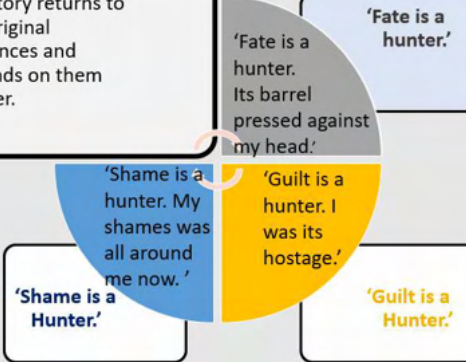 tory returns to
riginal
nces and
nds on them
er.
'Fate is a
hunter.
Its barrel
pressed against
my head.'
'Fate is a
hunter.'
'Shame is a
hunter. My
shames was
all around
me now. '
'Guilt is a
hunter. I
was its
hostage.'
'Shame is a
Hunter.'
'Guilt is a
Hunter.'